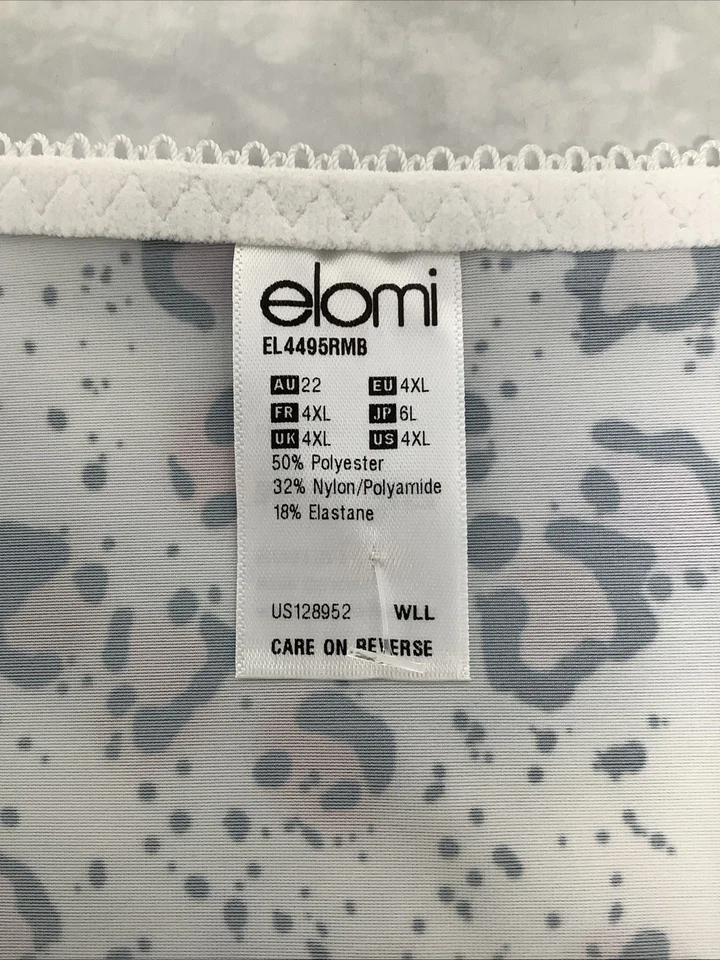 elomi
EL4495RMB
AU 22 EU 4XL
FR 4XL JP 6L
UK 4XL US 4XL
50% Polyester
32% Nylon/Polyamide
18% Elastane
US128952 WLL
CARE ON REVERSE